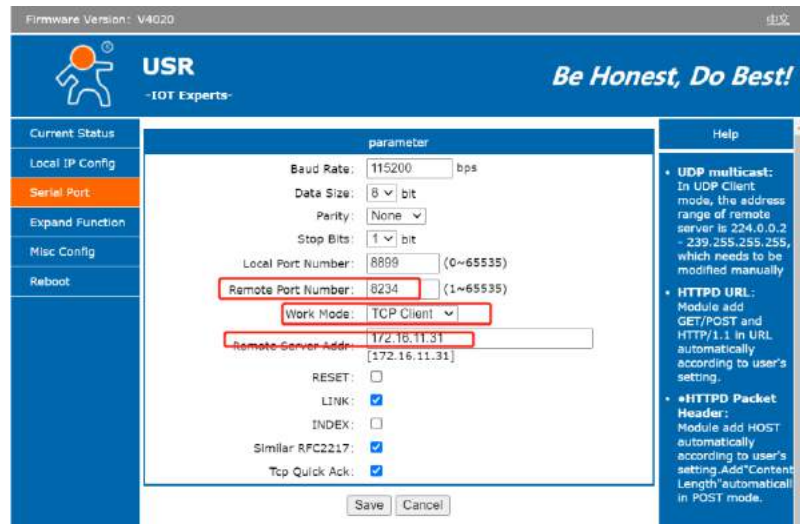 Firmware Version: V4020
中文
USR
-IOT Experts-
Be Honest, Do Best!
Current Status
Local IP Config
Serial Port
Expand Function
Misc Config
Reboot
parameter
Baud Rate: 115200 bps
Data Size: 8 bit
Parity: None
Stop Bits: 1 bit
Local Port Number: 8899 (0~65535)
Remote Port Number: 8234 (1~65535)
Work Mode: TCP Client
Remote Server Addr: 172.16.11.31
[172.16.11.31]
RESET:
LINK:
INDEX:
Similar RFC2217:
Tcp Quick Ack:
Save Cancel
Help
• UDP multicast:
In UDP Client
mode, the address
range of remote
server is 224.0.0.2
- 239.255.255.255,
which needs to be
modified manually
• HTTPD URL:
Module add
GET/POST and
HTTP/1.1 in URL
automatically
according to user's
setting.
• •HTTPD Packet
Header:
Module add HOST
automatically
according to user's
setting.Add"Content
Length"automaticall
in POST mode.